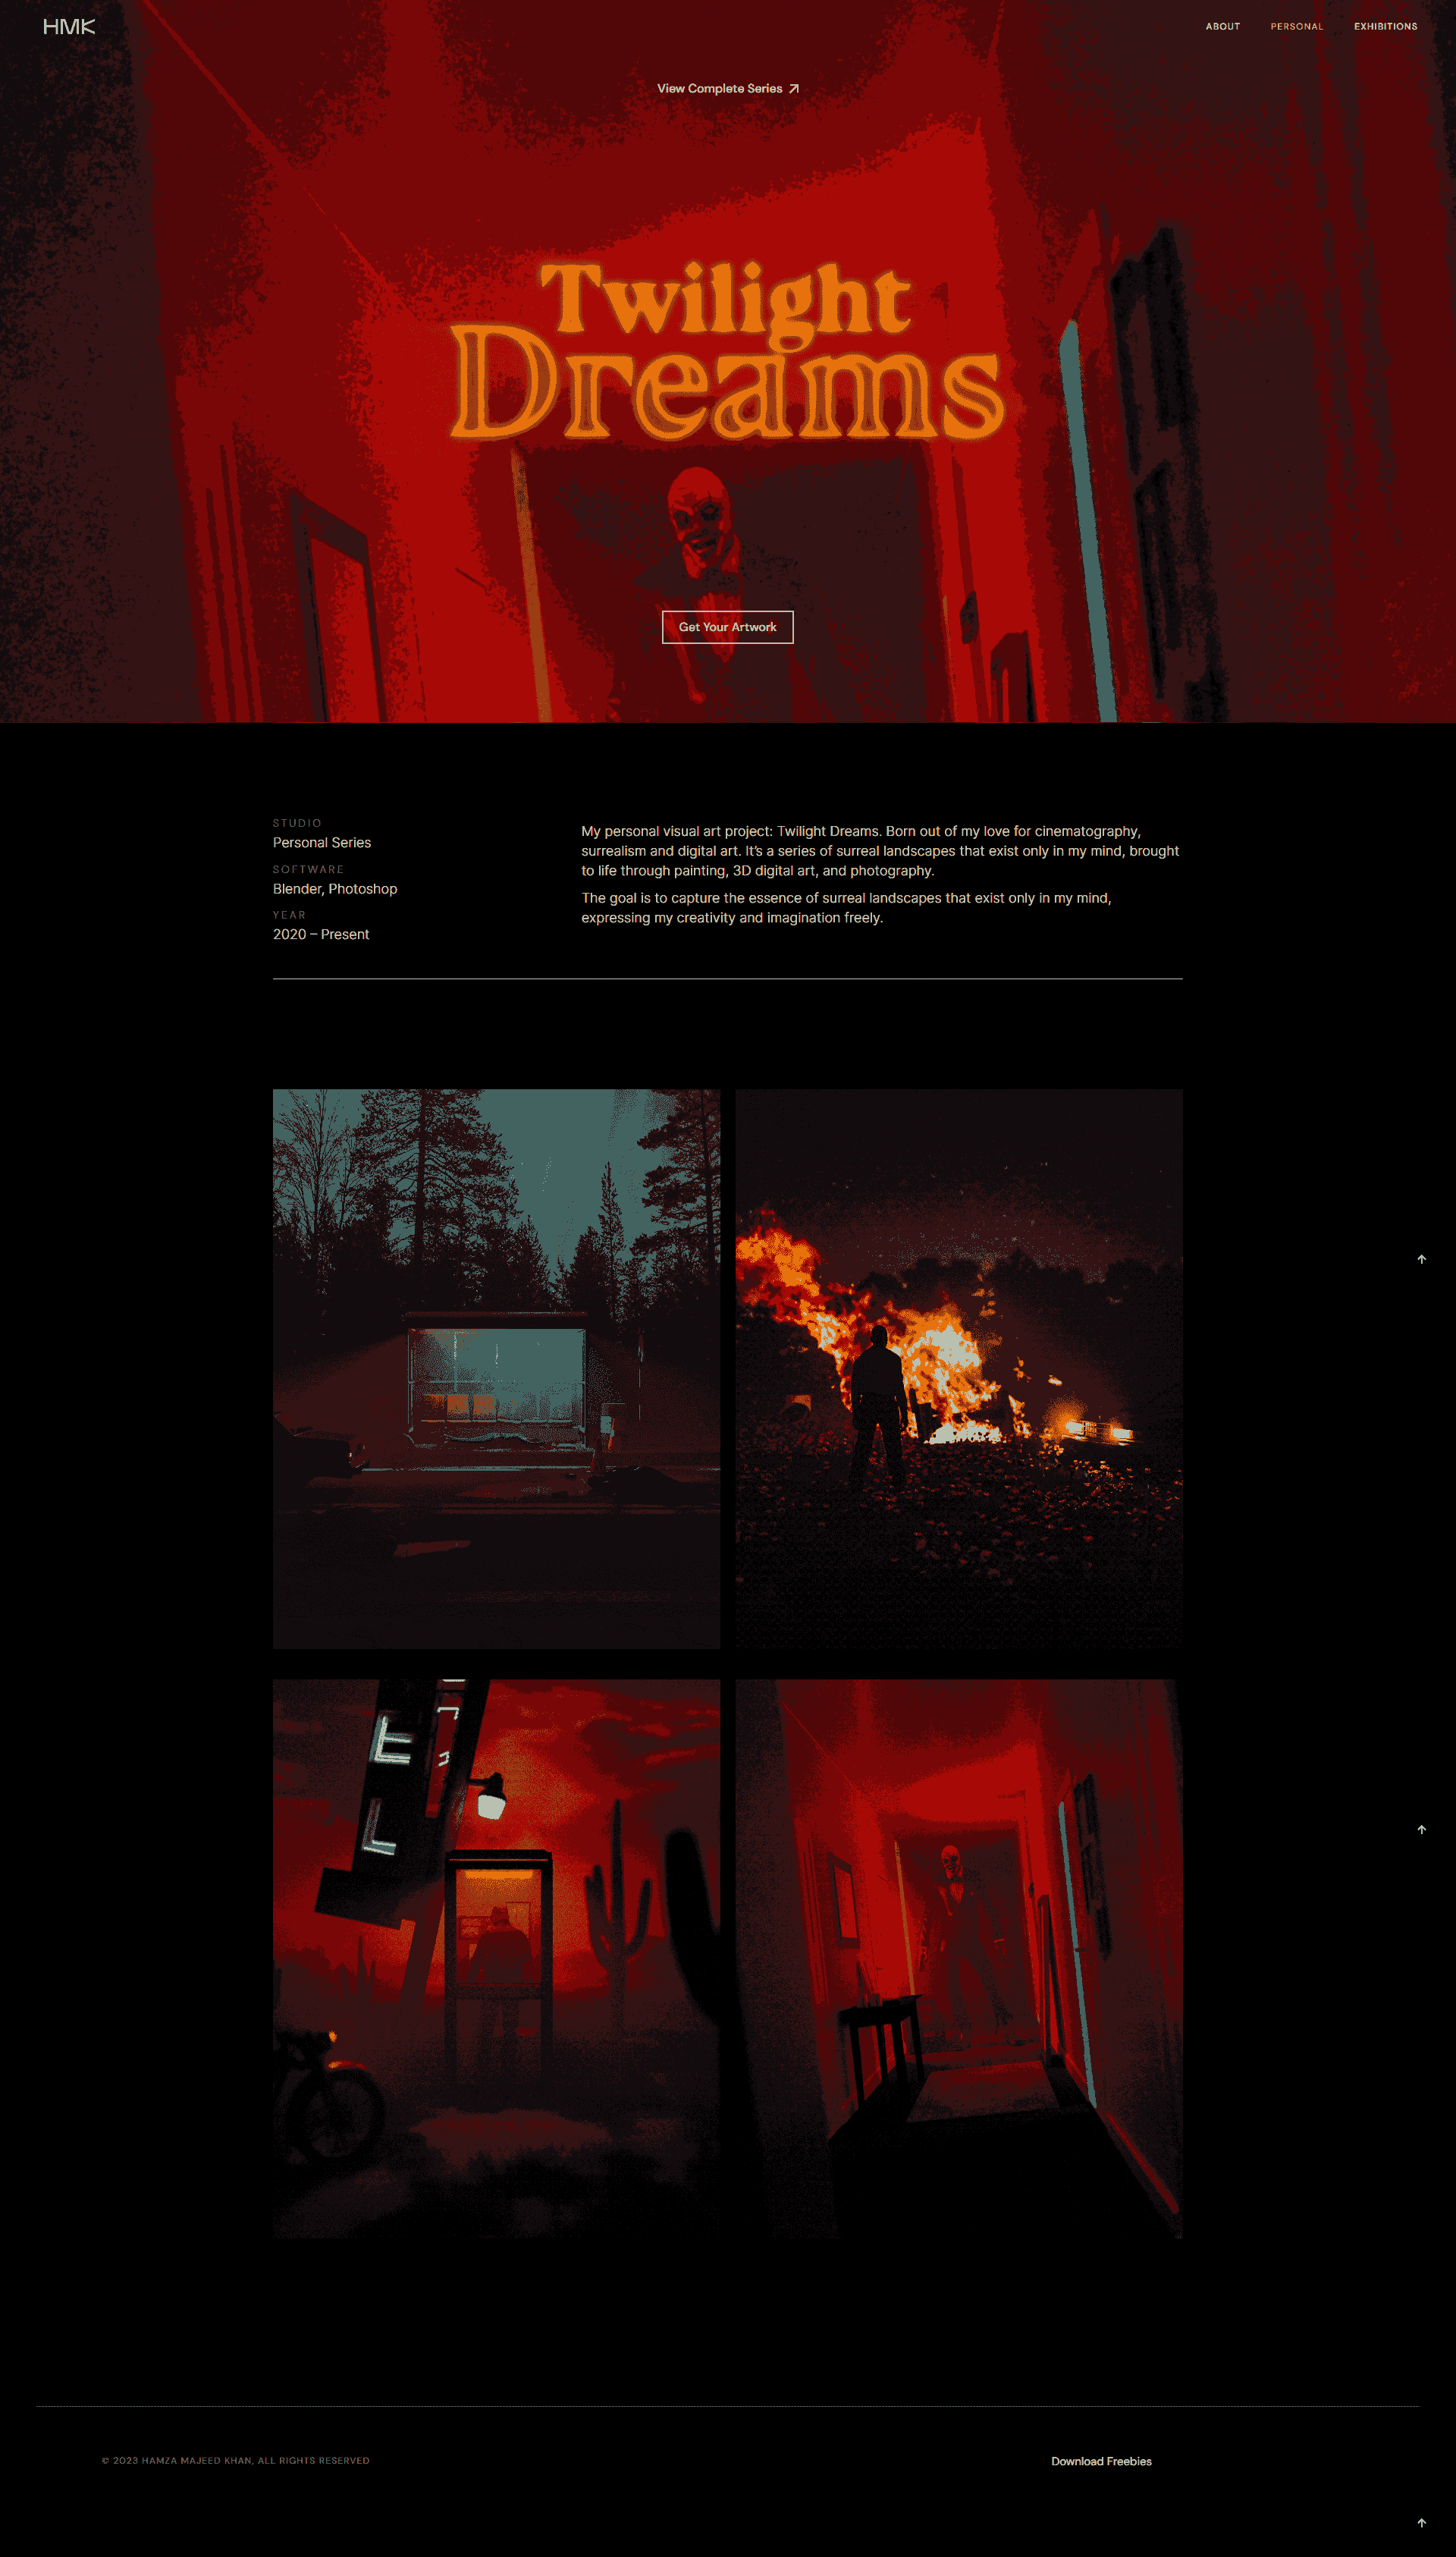 HMK
ABOUT PERSONAL EXHIBITIONS
View Complete Series ↗
Twilight
Dreams
Get Your Artwork
STUDIO
Personal Series
SOFTWARE
Blender, Photoshop
YEAR
2020 – Present
My personal visual art project: Twilight Dreams. Born out of my love for cinematography,
surrealism and digital art. It's a series of surreal landscapes that exist only in my mind, brought
to life through painting, 3D digital art, and photography.
The goal is to capture the essence of surreal landscapes that exist only in my mind,
expressing my creativity and imagination freely.
E
L
© 2023 HAMZA MAJEED KHAN, ALL RIGHTS RESERVED
Download Freebies